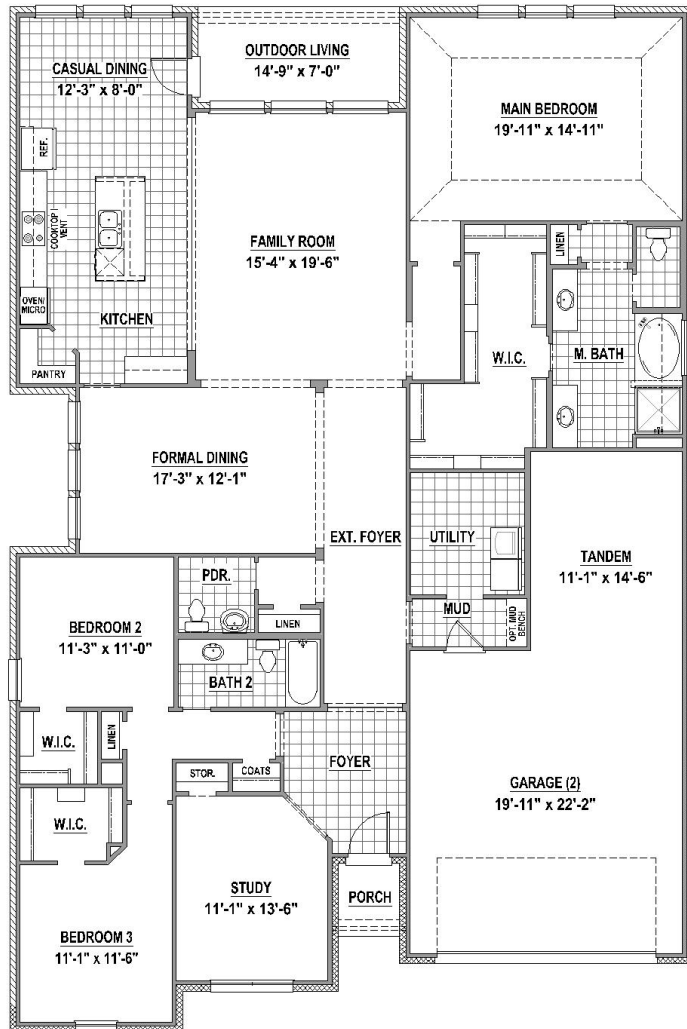 OUTDOOR LIVING
14'-9" x 7'-0"
CASUAL DINING
12'-3" x 8'-0"
MAIN BEDROOM
19'-11" x 14'-11"
REF.
COOKTOP /
VENT
OVEN/
MICRO
KITCHEN
PANTRY
FAMILY ROOM
15'-4" x 19'-6"
LINEN
W.I.C.
M. BATH
FORMAL DINING
17'-3" x 12'-1"
EXT. FOYER
UTILITY
TANDEM
11'-1" x 14'-6"
PDR.
LINEN
MUD
OPT. MUD
BENCH
BEDROOM 2
11'-3" x 11'-0"
BATH 2
W.I.C.
LINEN
STOR.
COATS
FOYER
W.I.C.
GARAGE (2)
19'-11" x 22'-2"
STUDY
11'-1" x 13'-6"
PORCH
BEDROOM 3
11'-1" x 11'-6"